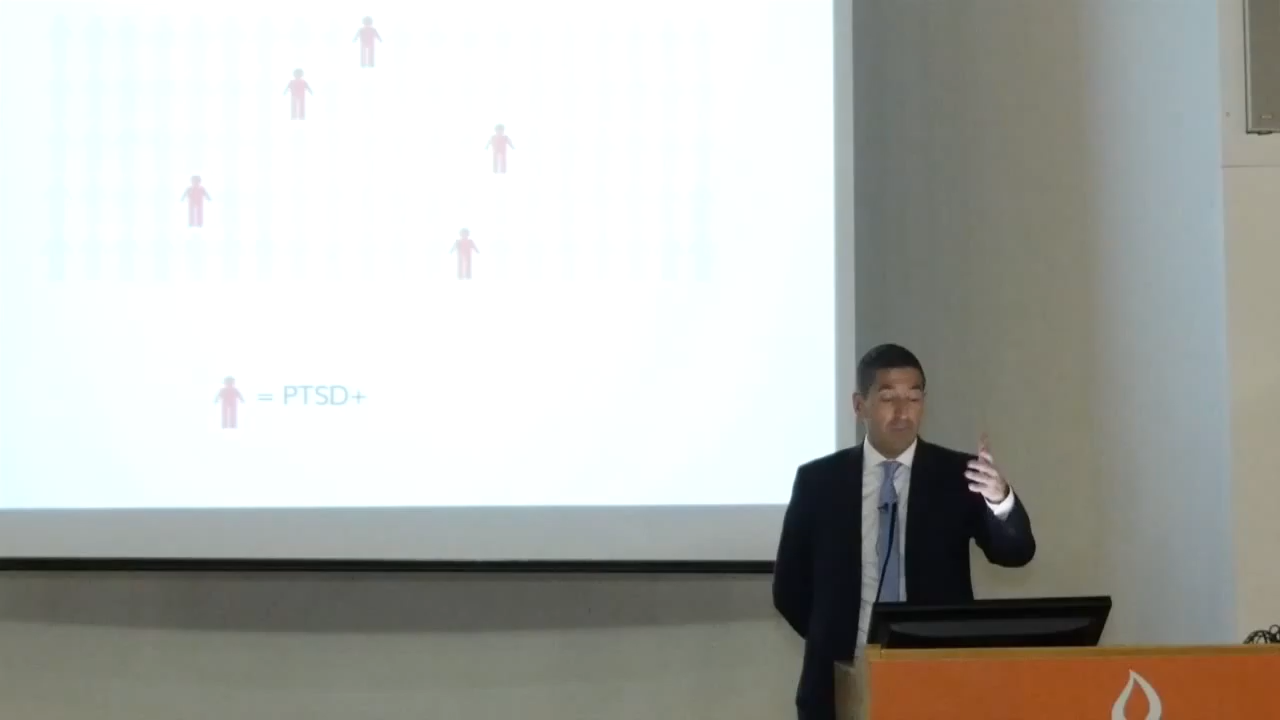 = PTSD+